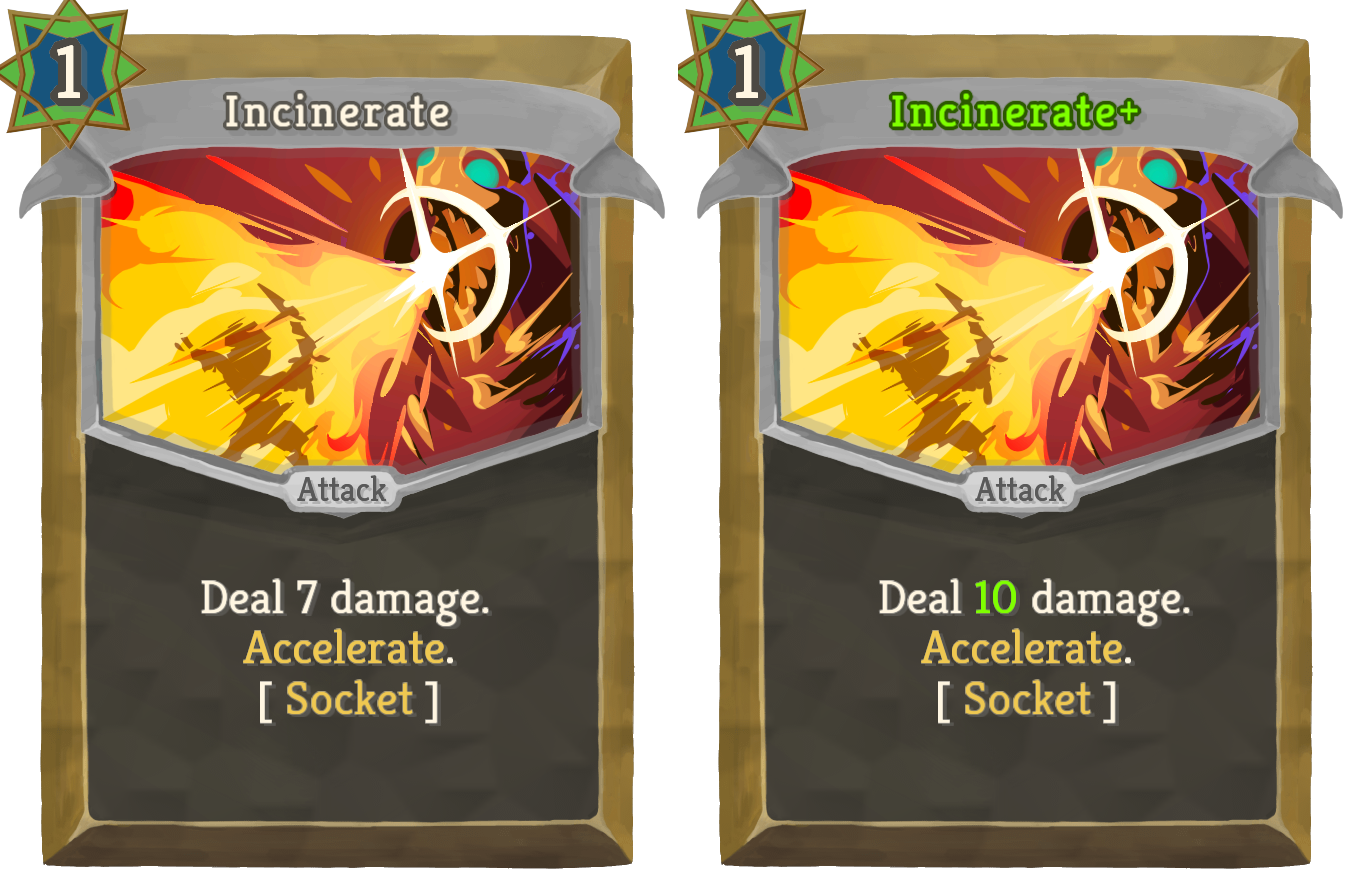 1
Incinerate
Attack
Deal 7 damage.
Accelerate.
[ Socket ]
1
Incinerate+
Attack
Deal 10 damage.
Accelerate.
[ Socket ]